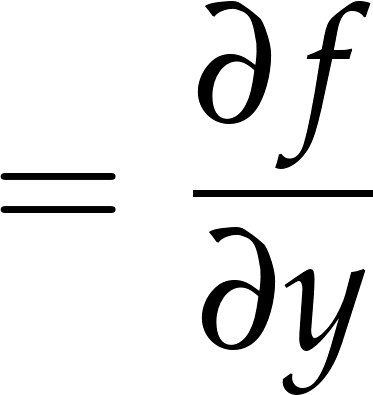 = ∂f/∂y